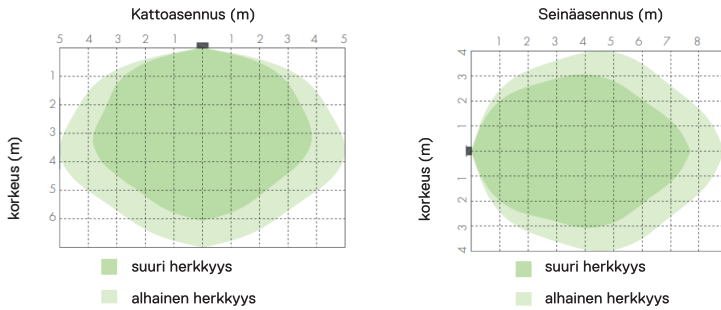 Kattoasennus (m)
5 4 3 2 1 1 2 3 4 5
1
2
3
4
5
6
korkeus (m)
suuri herkkyys
alhainen herkkyys
Seinäasennus (m)
1 2 3 4 5 6 7 8
4
3
2
1
1
2
3
4
korkeus (m)
suuri herkkyys
alhainen herkkyys